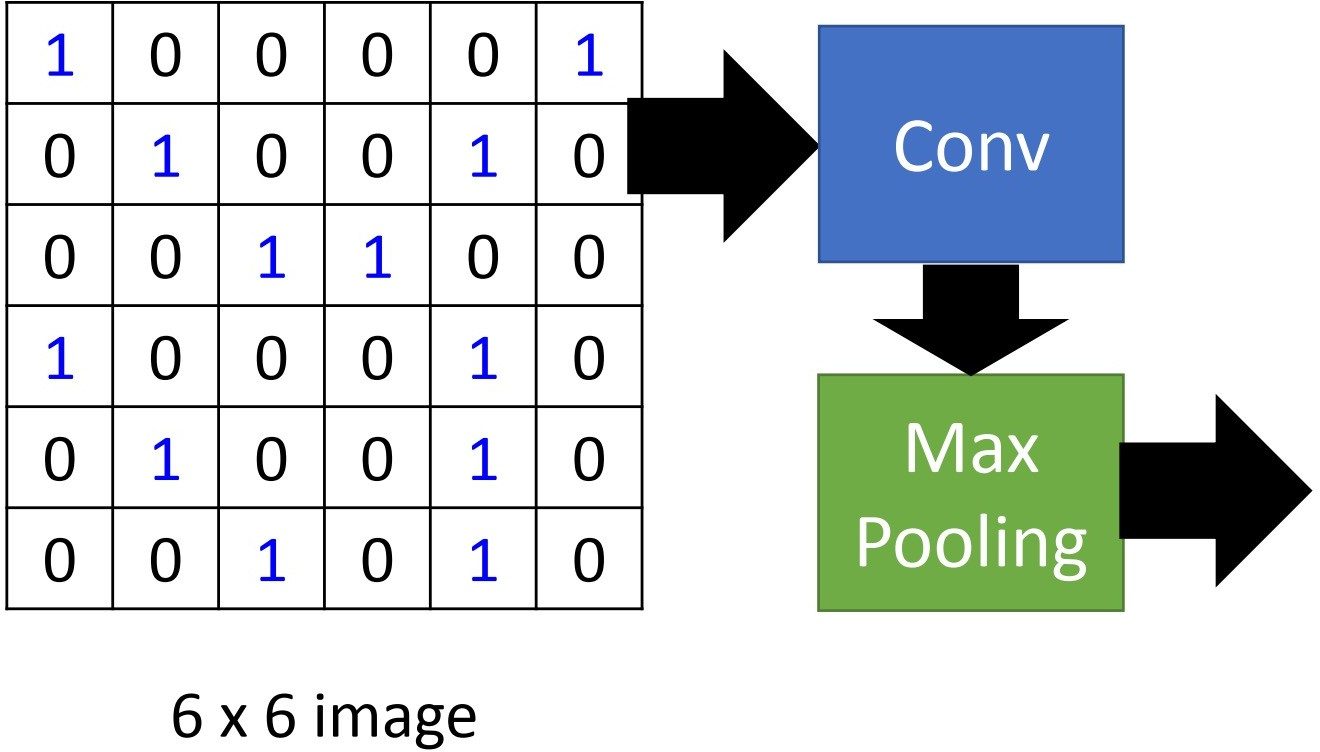 1 0 0 0 0 1
0 1 0 0 1 0
0 0 1 1 0 0
1 0 0 0 1 0
0 1 0 0 1 0
0 0 1 0 1 0
6 x 6 image
Conv
Max
Pooling